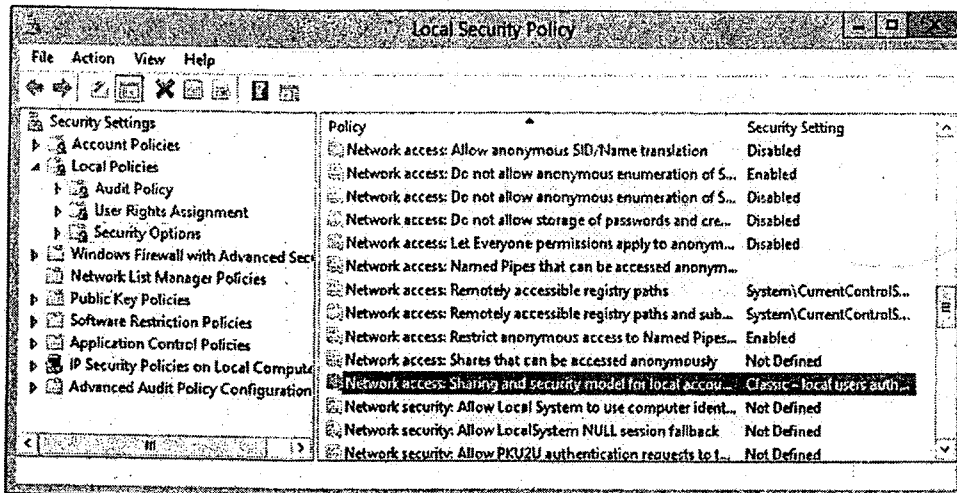 Local Security Policy
File Action View Help
Security Settings
Account Policies
Local Policies
Audit Policy
User Rights Assignment
Security Options
Windows Firewall with Advanced Secu
Network List Manager Policies
Public Key Policies
Software Restriction Policies
Application Control Policies
IP Security Policies on Local Compute
Advanced Audit Policy Configuration
Policy Security Setting
Network access: Allow anonymous SID/Name translation Disabled
Network access: Do not allow anonymous enumeration of S... Enabled
Network access: Do not allow anonymous enumeration of S... Disabled
Network access: Do not allow storage of passwords and cre... Disabled
Network access: Let Everyone permissions apply to anonym... Disabled
Network access: Named Pipes that can be accessed anonym...
Network access: Remotely accessible registry paths System\CurrentControlS...
Network access: Remotely accessible registry paths and sub... System\CurrentControlS...
Network access: Restrict anonymous access to Named Pipes... Enabled
Network access: Shares that can be accessed anonymously Not Defined
Network access: Sharing and security model for local accou... Classic - local users auth...
Network security: Allow Local System to use computer ident... Not Defined
Network security: Allow LocalSystem NULL session fallback Not Defined
Network security: Allow PKU2U authentication requests to t... Not Defined